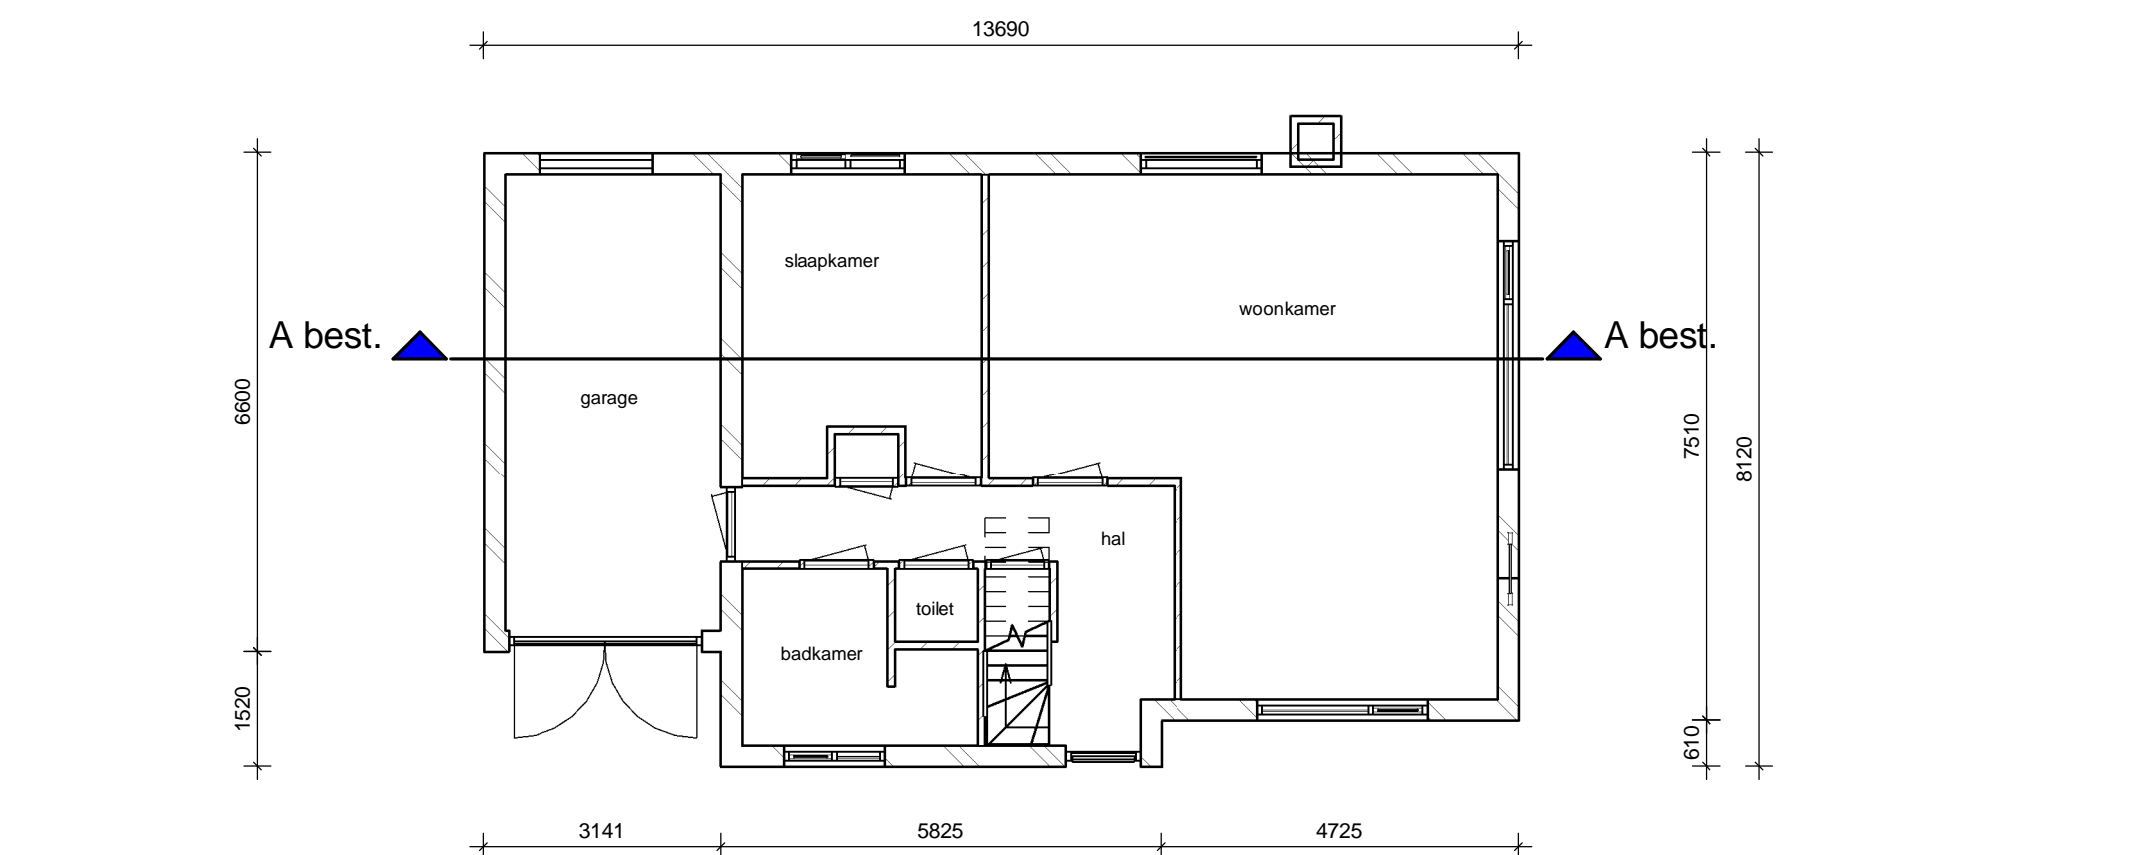 13690
slaapkamer
woonkamer
A best.
A best.
6600
garage
7510
8120
hal
toilet
badkamer
1520
610
3141
5825
4725